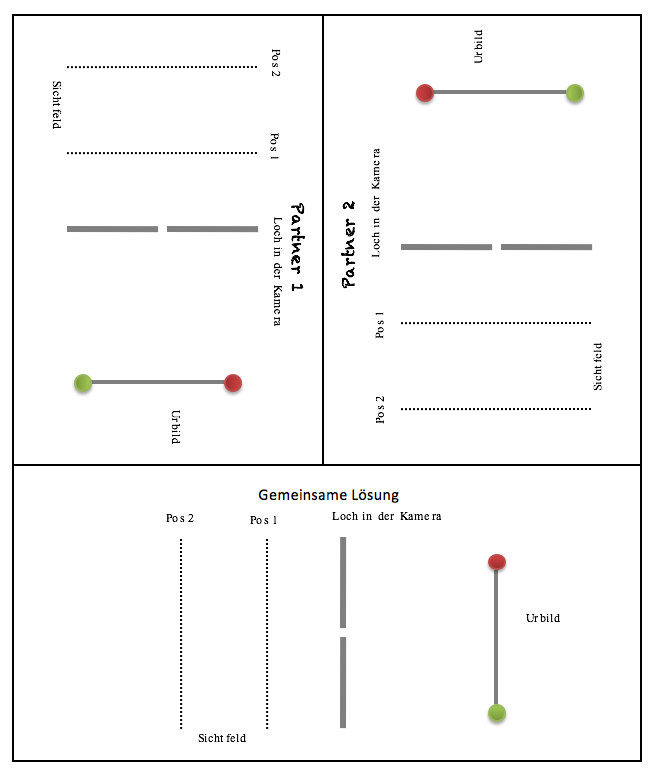 Pos 2
Sichtfeld
Pos 1
Partner 1
Loch in der Kamera
Urbild
Urbild
Loch in der Kamera
Partner 2
Pos 1
Sichtfeld
Pos 2
Gemeinsame Lösung
Pos 2
Pos 1
Loch in der Kamera
Urbild
Sichtfeld